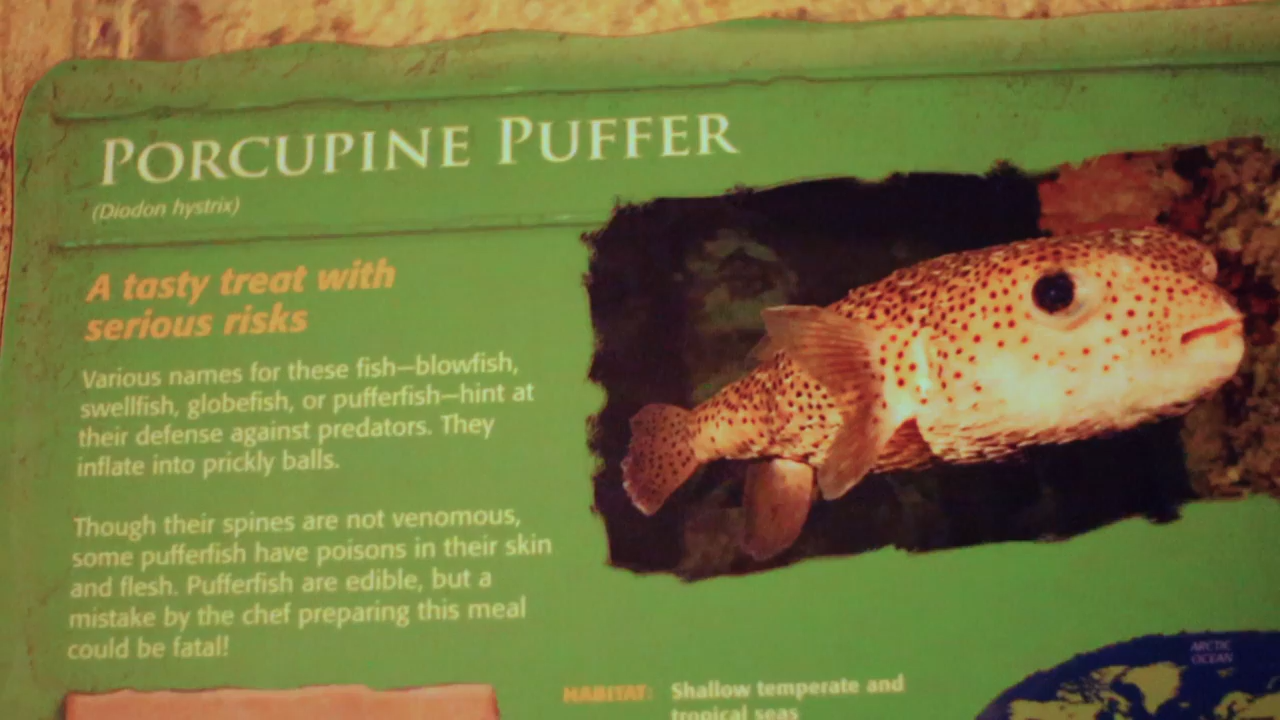 PORCUPINE PUFFER
(Diodon hystrix)
A tasty treat with
serious risks
Various names for these fish—blowfish,
swellfish, globefish, or pufferfish—hint at
their defense against predators. They
inflate into prickly balls.
Though their spines are not venomous,
some pufferfish have poisons in their skin
and flesh. Pufferfish are edible, but a
mistake by the chef preparing this meal
could be fatal!
HABITAT: Shallow temperate and
tropical seas
ARCTIC
OCEAN